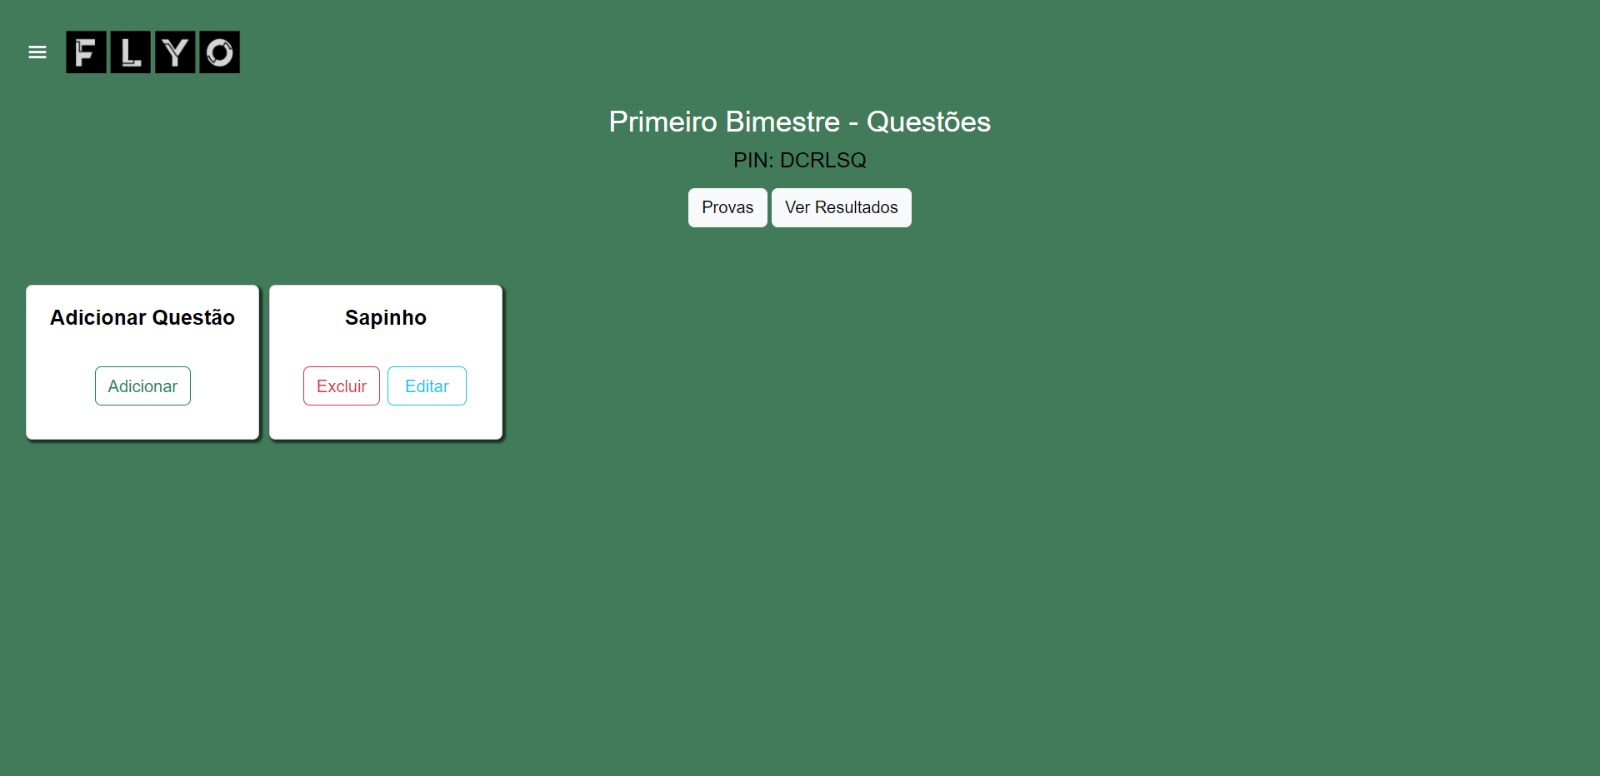 FLYO
Primeiro Bimestre - Questões
PIN: DCRLSQ
Provas Ver Resultados
Adicionar Questão Sapinho
Adicionar Excluir Editar